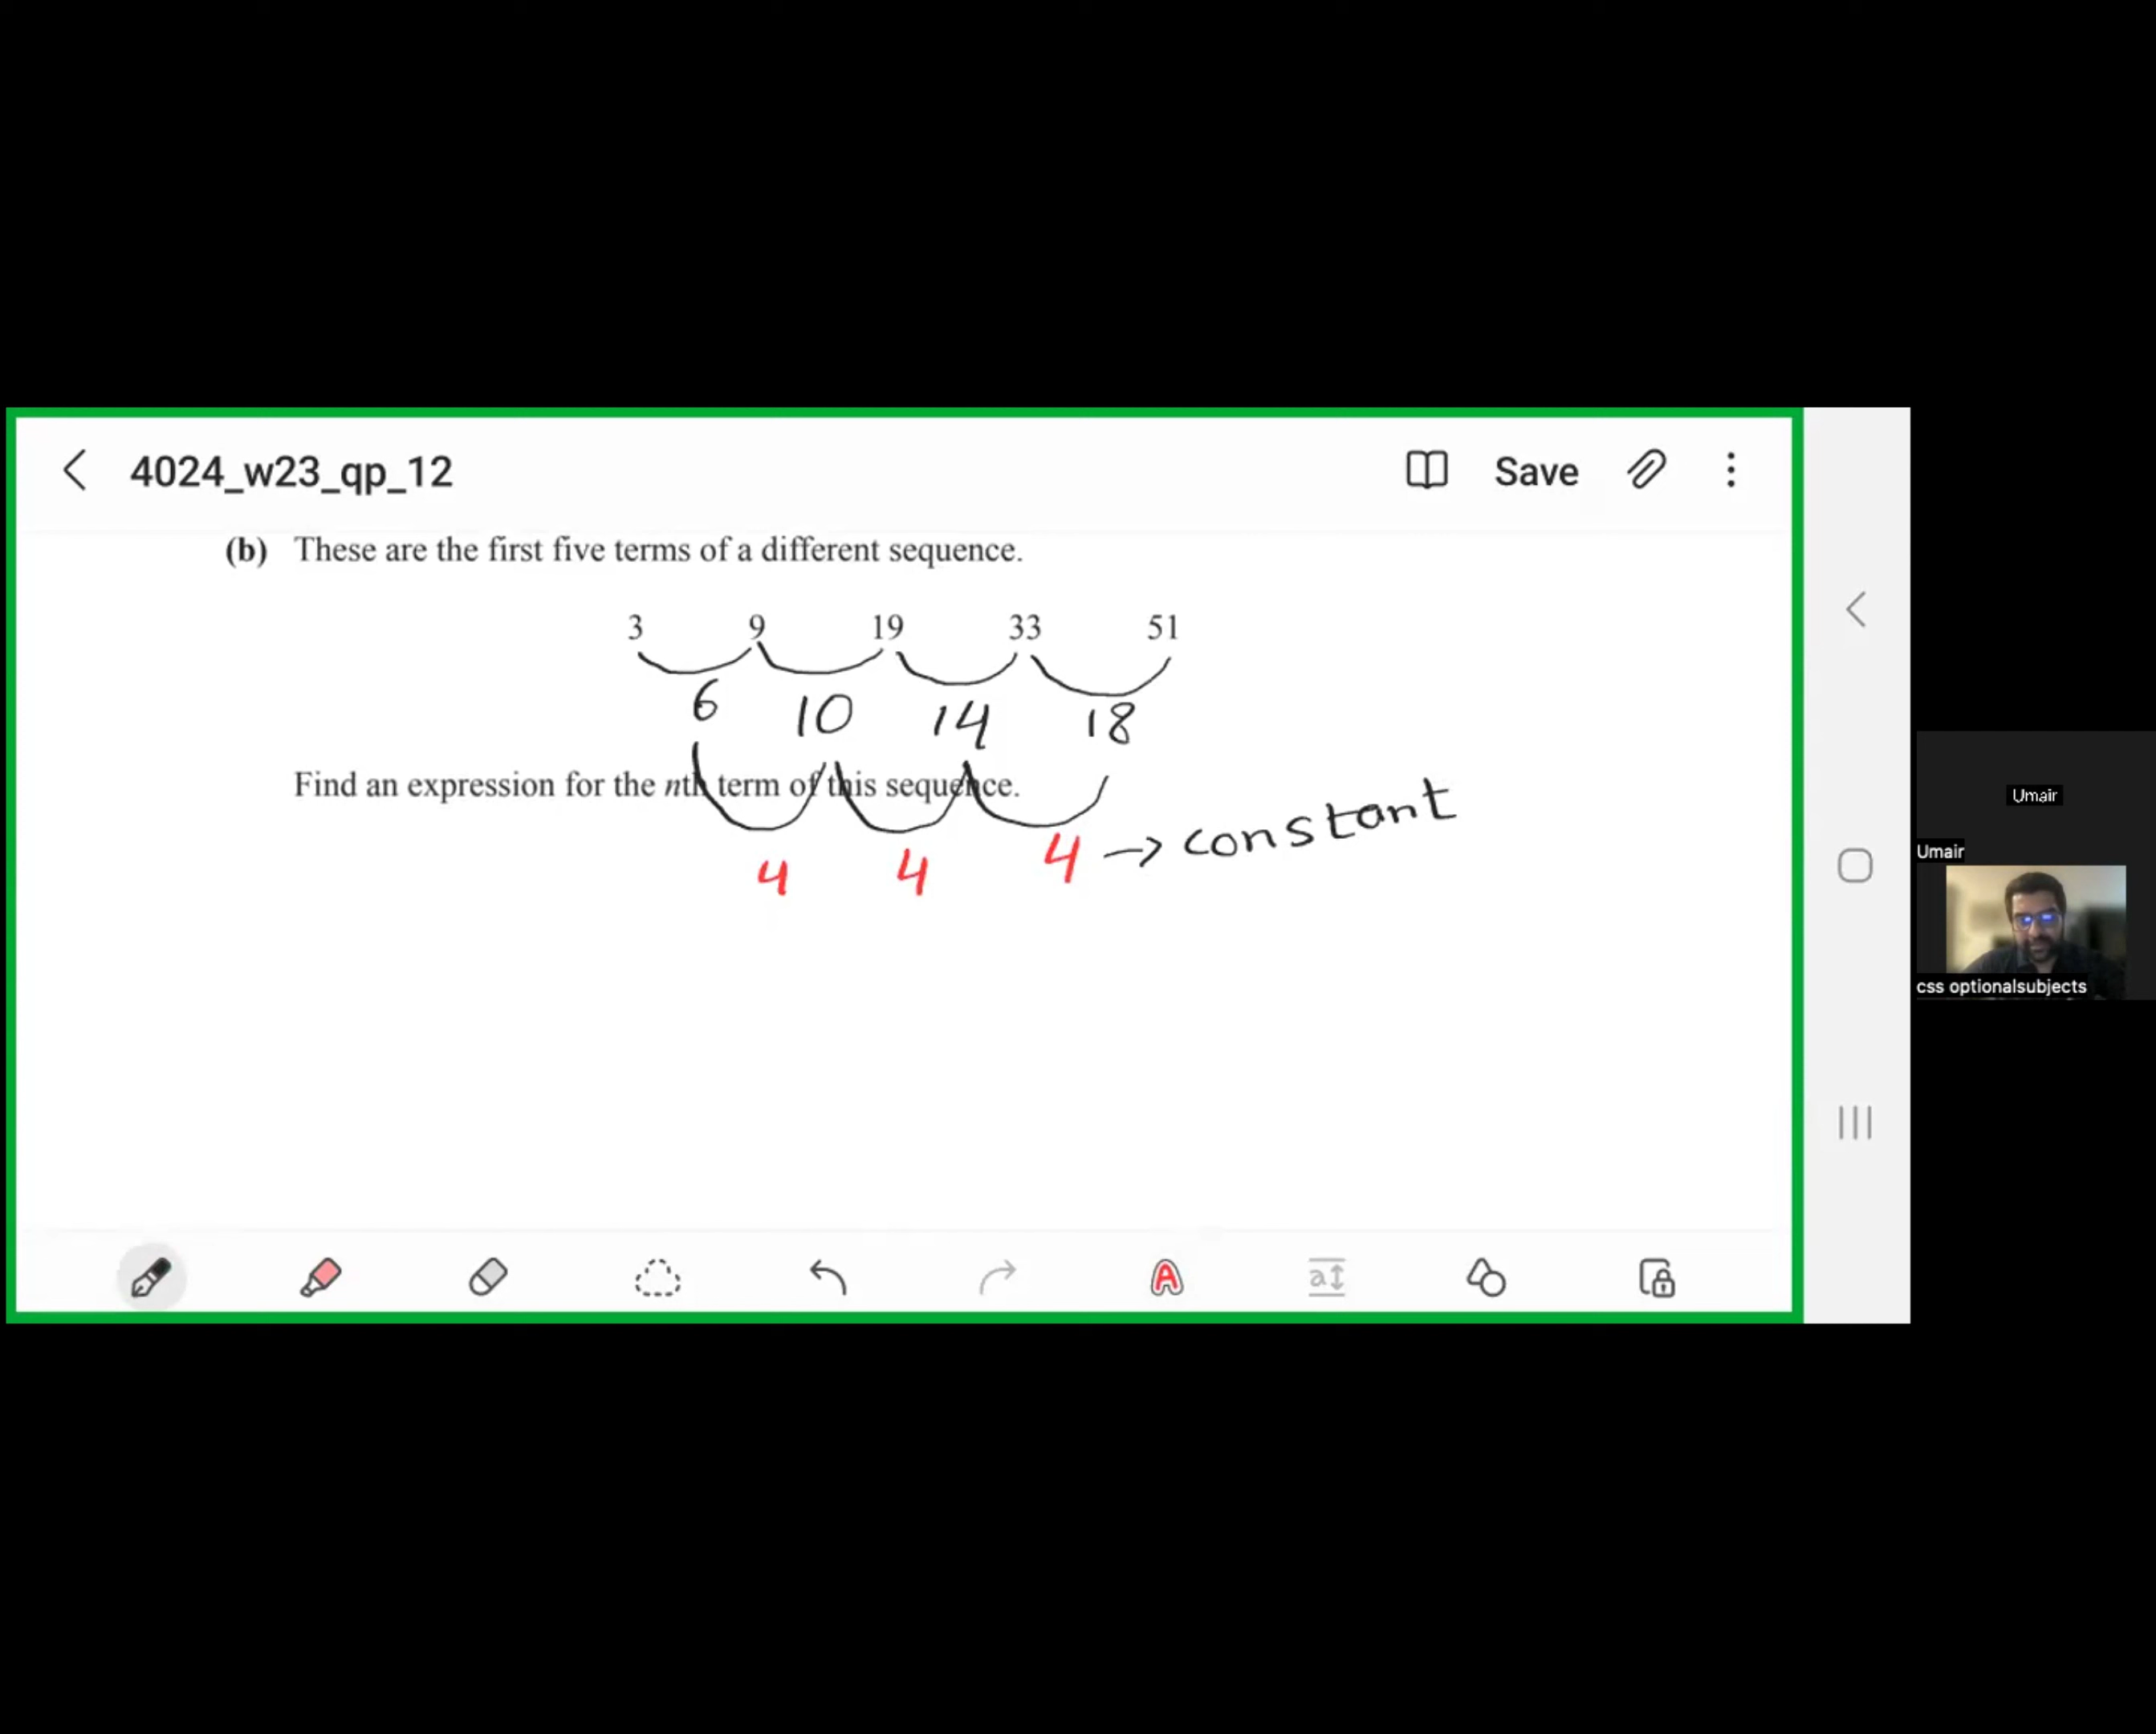 4024_w23_qp_12
Save
(b) These are the first five terms of a different sequence.
3 9 19 33 51
6 10 14 18
Find an expression for the nth term of this sequence.
4 4 4 → constant
Umair
Umair
css optionalsubjects
A
a